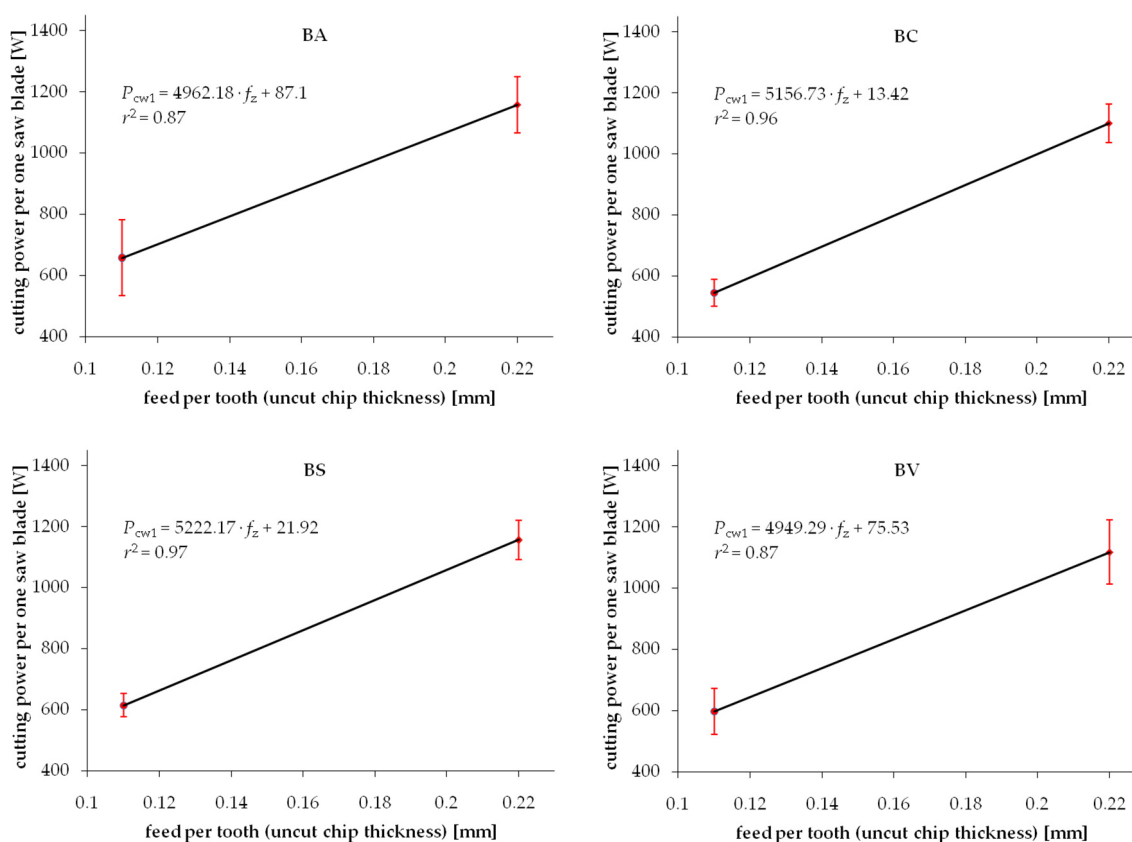 BA
cutting power per one saw blade [W]
1400
1200
1000
800
600
400
P_cw1 = 4962.18 · f_z + 87.1
r² = 0.87
0.1 0.12 0.14 0.16 0.18 0.2 0.22
feed per tooth (uncut chip thickness) [mm]
BC
cutting power per one saw blade [W]
1400
1200
1000
800
600
400
P_cw1 = 5156.73 · f_z + 13.42
r² = 0.96
0.1 0.12 0.14 0.16 0.18 0.2 0.22
feed per tooth (uncut chip thickness) [mm]
BS
cutting power per one saw blade [W]
1400
1200
1000
800
600
400
P_cw1 = 5222.17 · f_z + 21.92
r² = 0.97
0.1 0.12 0.14 0.16 0.18 0.2 0.22
feed per tooth (uncut chip thickness) [mm]
BV
cutting power per one saw blade [W]
1400
1200
1000
800
600
400
P_cw1 = 4949.29 · f_z + 75.53
r² = 0.87
0.1 0.12 0.14 0.16 0.18 0.2 0.22
feed per tooth (uncut chip thickness) [mm]